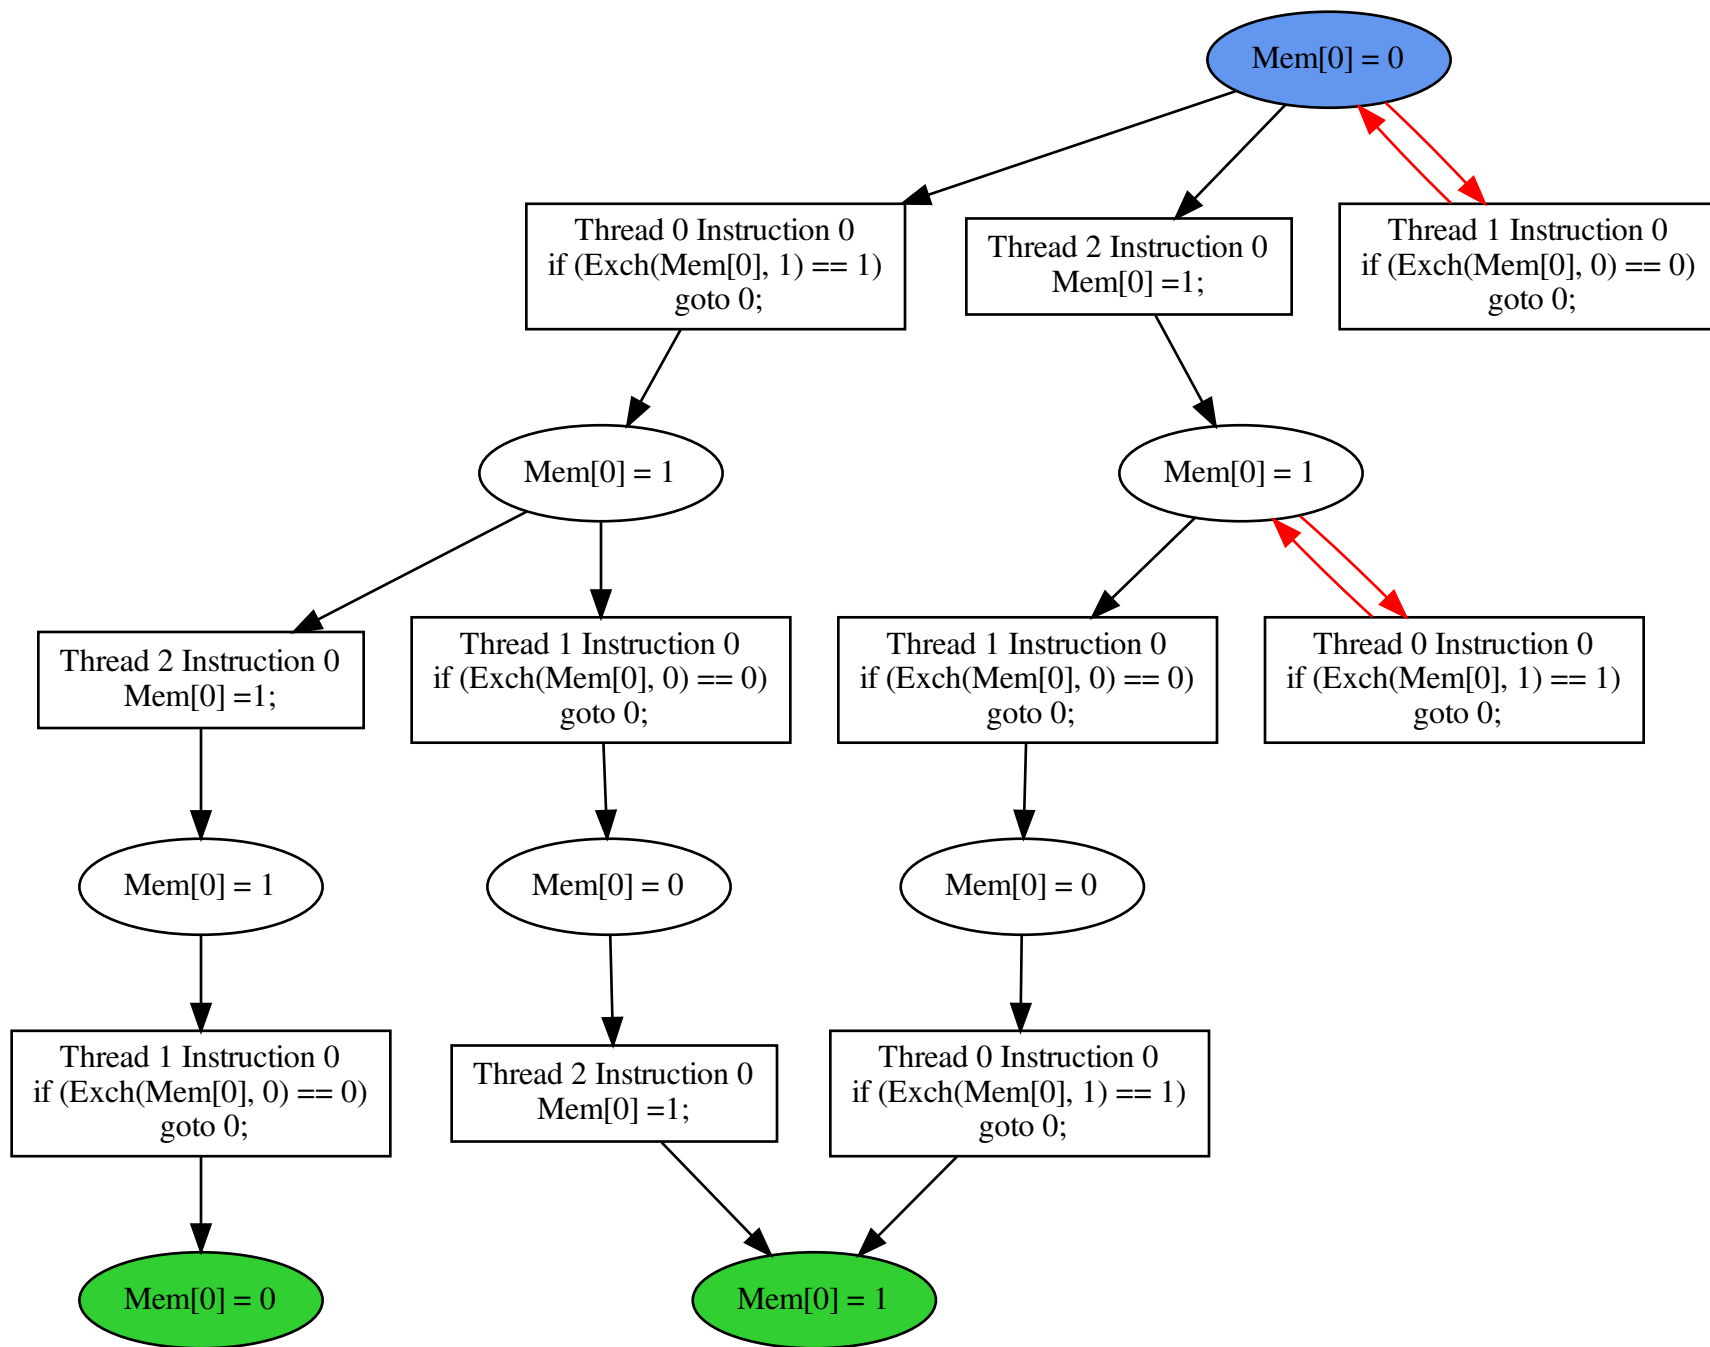 Mem[0] = 0
Thread 0 Instruction 0
if (Exch(Mem[0], 1) == 1)
goto 0;
Thread 2 Instruction 0
Mem[0] =1;
Thread 1 Instruction 0
if (Exch(Mem[0], 0) == 0)
goto 0;
Mem[0] = 1
Mem[0] = 1
Thread 2 Instruction 0
Mem[0] =1;
Thread 1 Instruction 0
if (Exch(Mem[0], 0) == 0)
goto 0;
Thread 1 Instruction 0
if (Exch(Mem[0], 0) == 0)
goto 0;
Thread 0 Instruction 0
if (Exch(Mem[0], 1) == 1)
goto 0;
Mem[0] = 1
Mem[0] = 0
Mem[0] = 0
Thread 1 Instruction 0
if (Exch(Mem[0], 0) == 0)
goto 0;
Thread 2 Instruction 0
Mem[0] =1;
Thread 0 Instruction 0
if (Exch(Mem[0], 1) == 1)
goto 0;
Mem[0] = 0
Mem[0] = 1